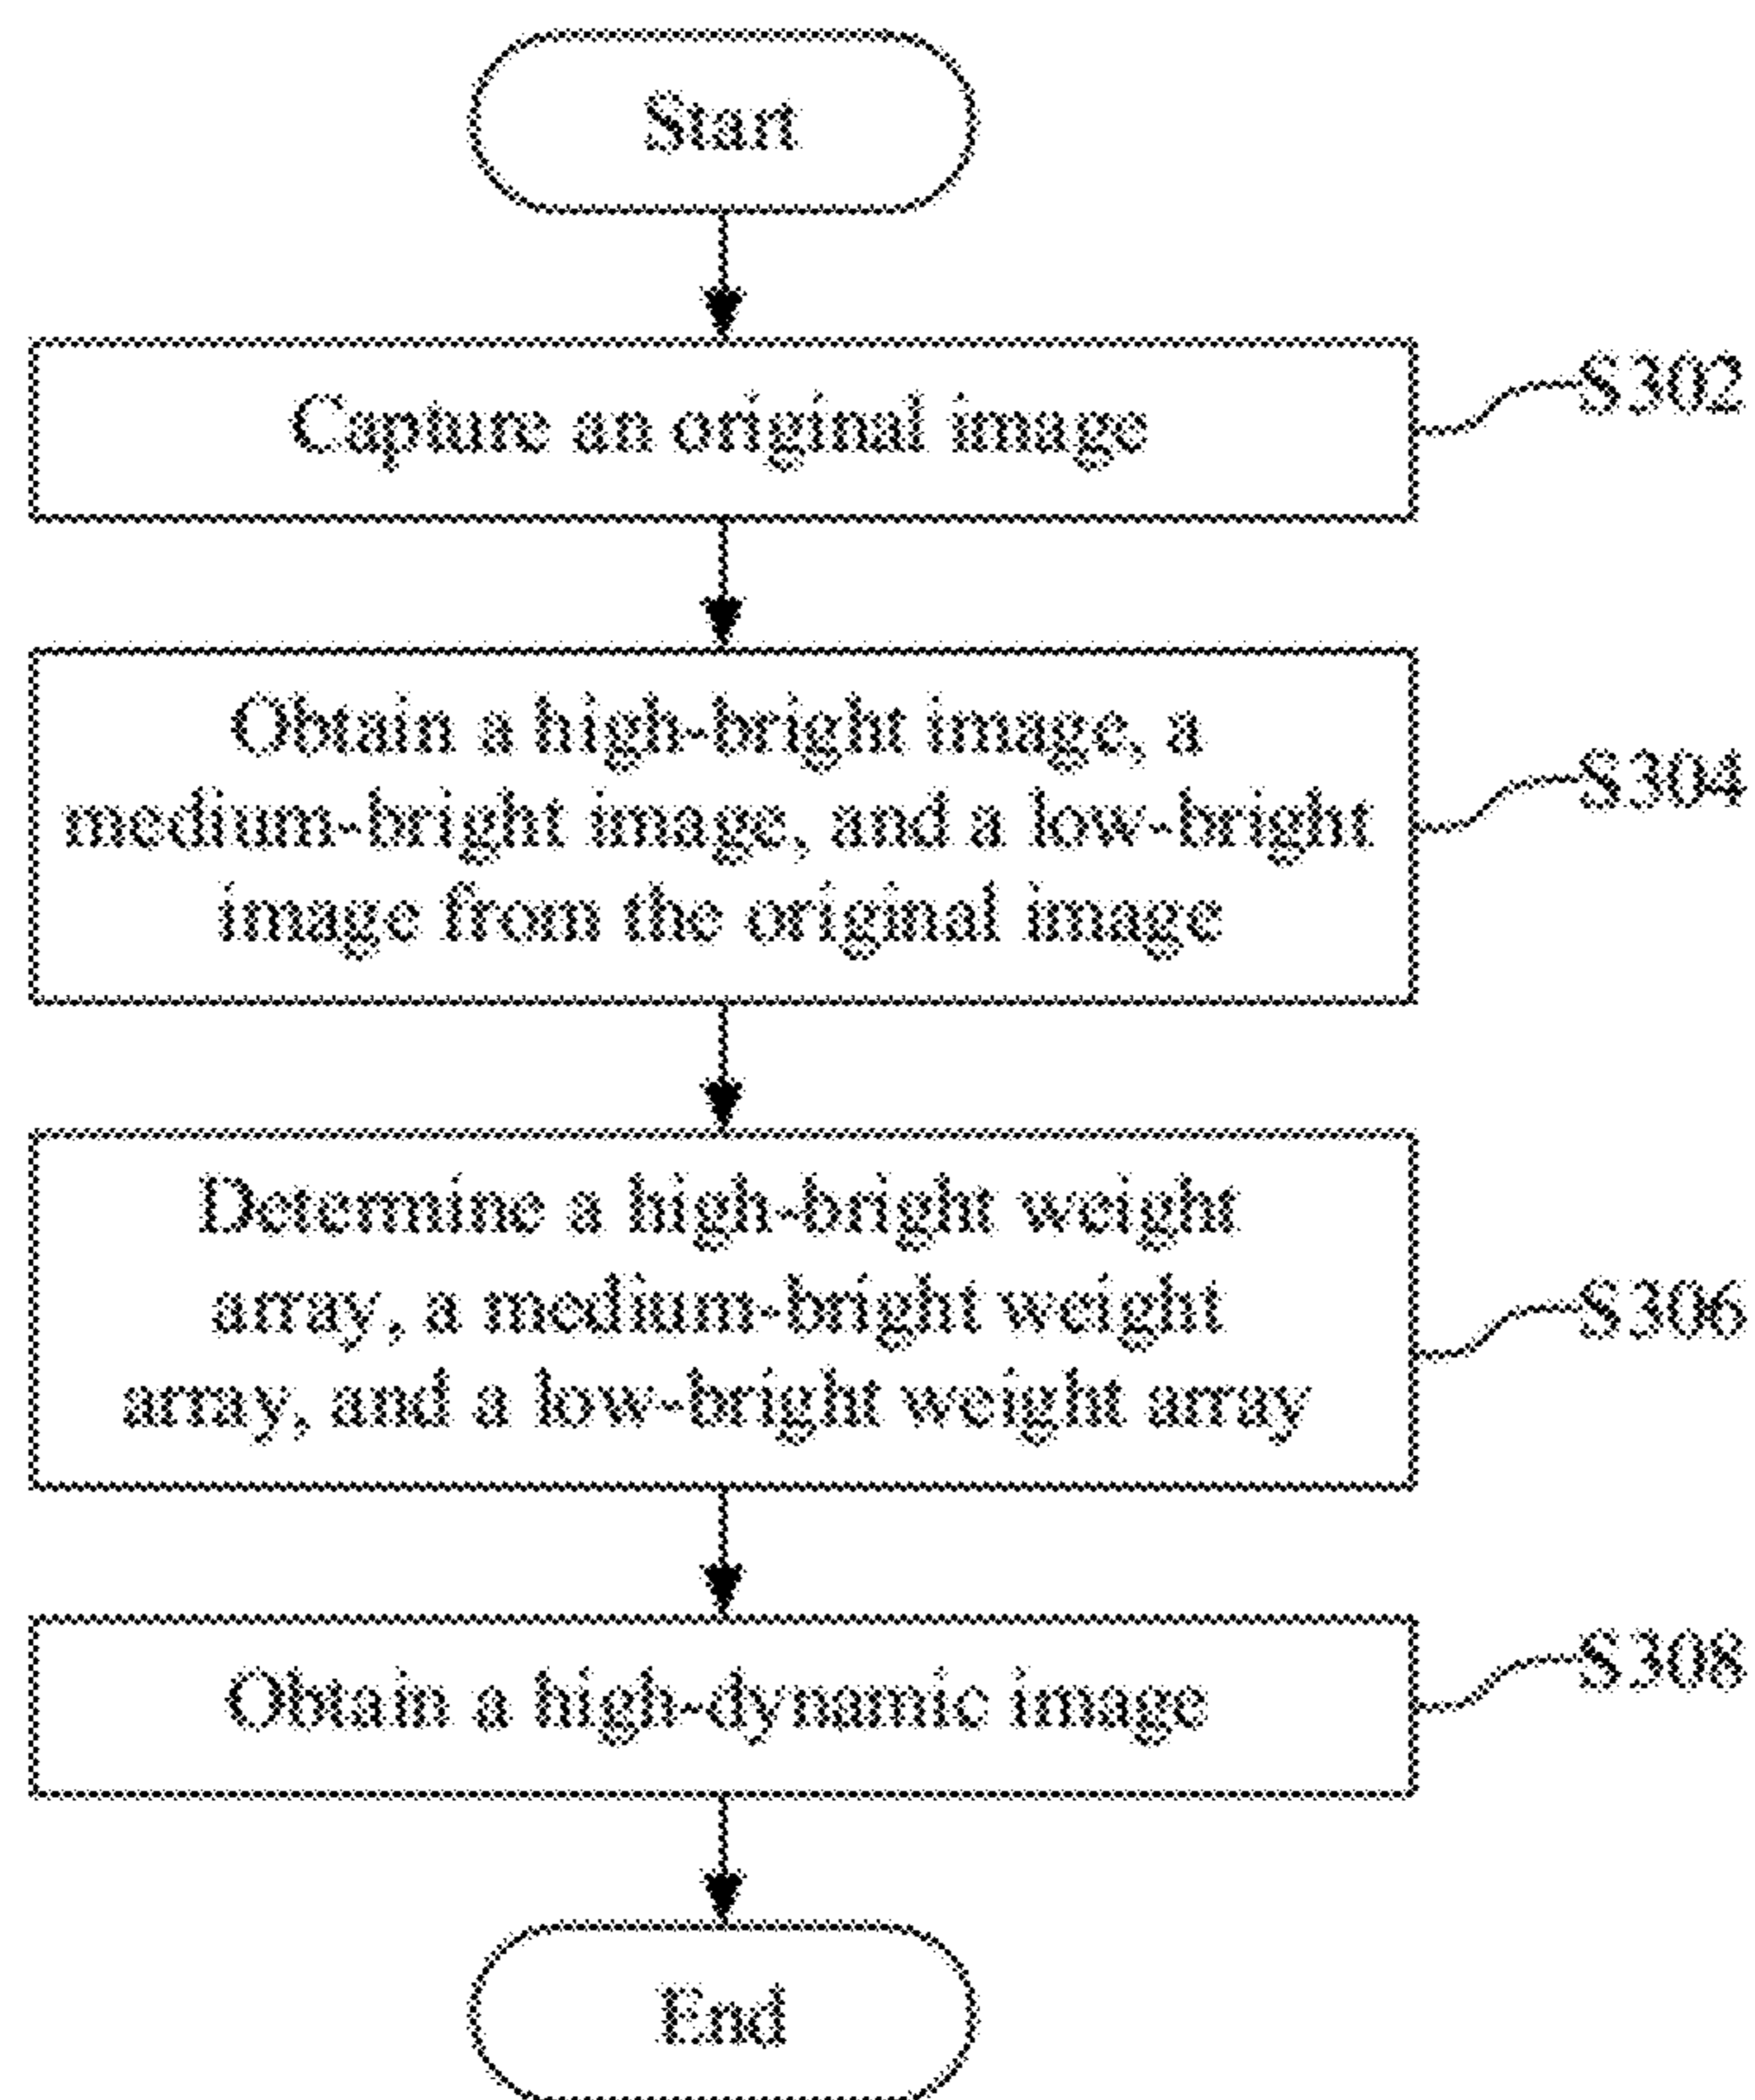 Start
Capture an original image
S302
Obtain a high-bright image, a
medium-bright image, and a low-bright
image from the original image
S304
Determine a high-bright weight
array, a medium-bright weight
array, and a low-bright weight array
S306
Obtain a high-dynamic image
S308
End